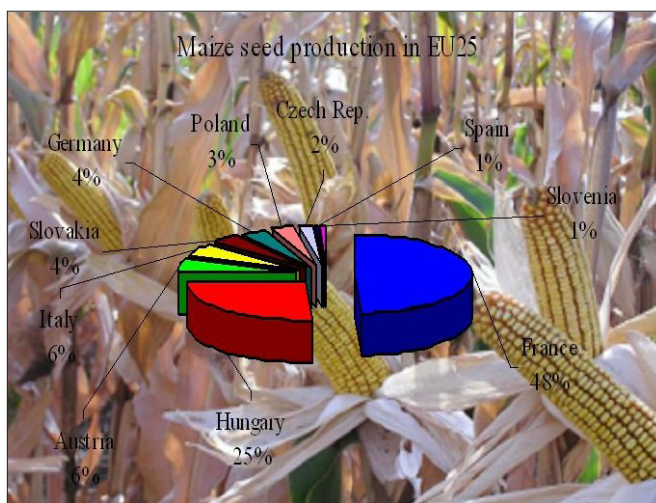 Maize seed production in EU25
Czech Rep.
2%
Poland
3%
Spain
1%
Germany
4%
Slovenia
1%
Slovakia
4%
Italy
6%
France
48%
Hungary
25%
Austria
6%